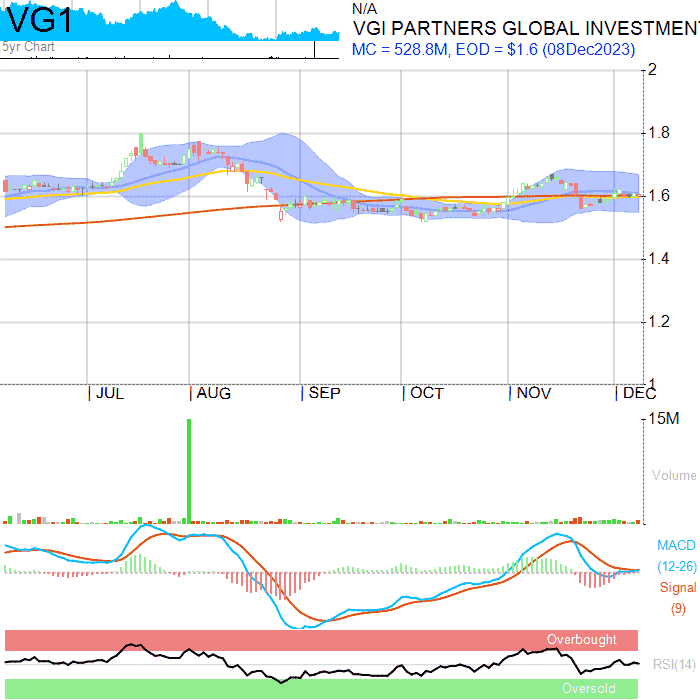 VG1
5yr Chart
N/A
VGI PARTNERS GLOBAL INVESTMEN
MC = 528.8M, EOD = $1.6 (08Dec2023)
2
1.8
1.6
1.4
1.2
1
JUL AUG SEP OCT NOV DEC
15M
Volume
MACD
(12-26)
Signal
(9)
Overbought
RSI(14)
Oversold